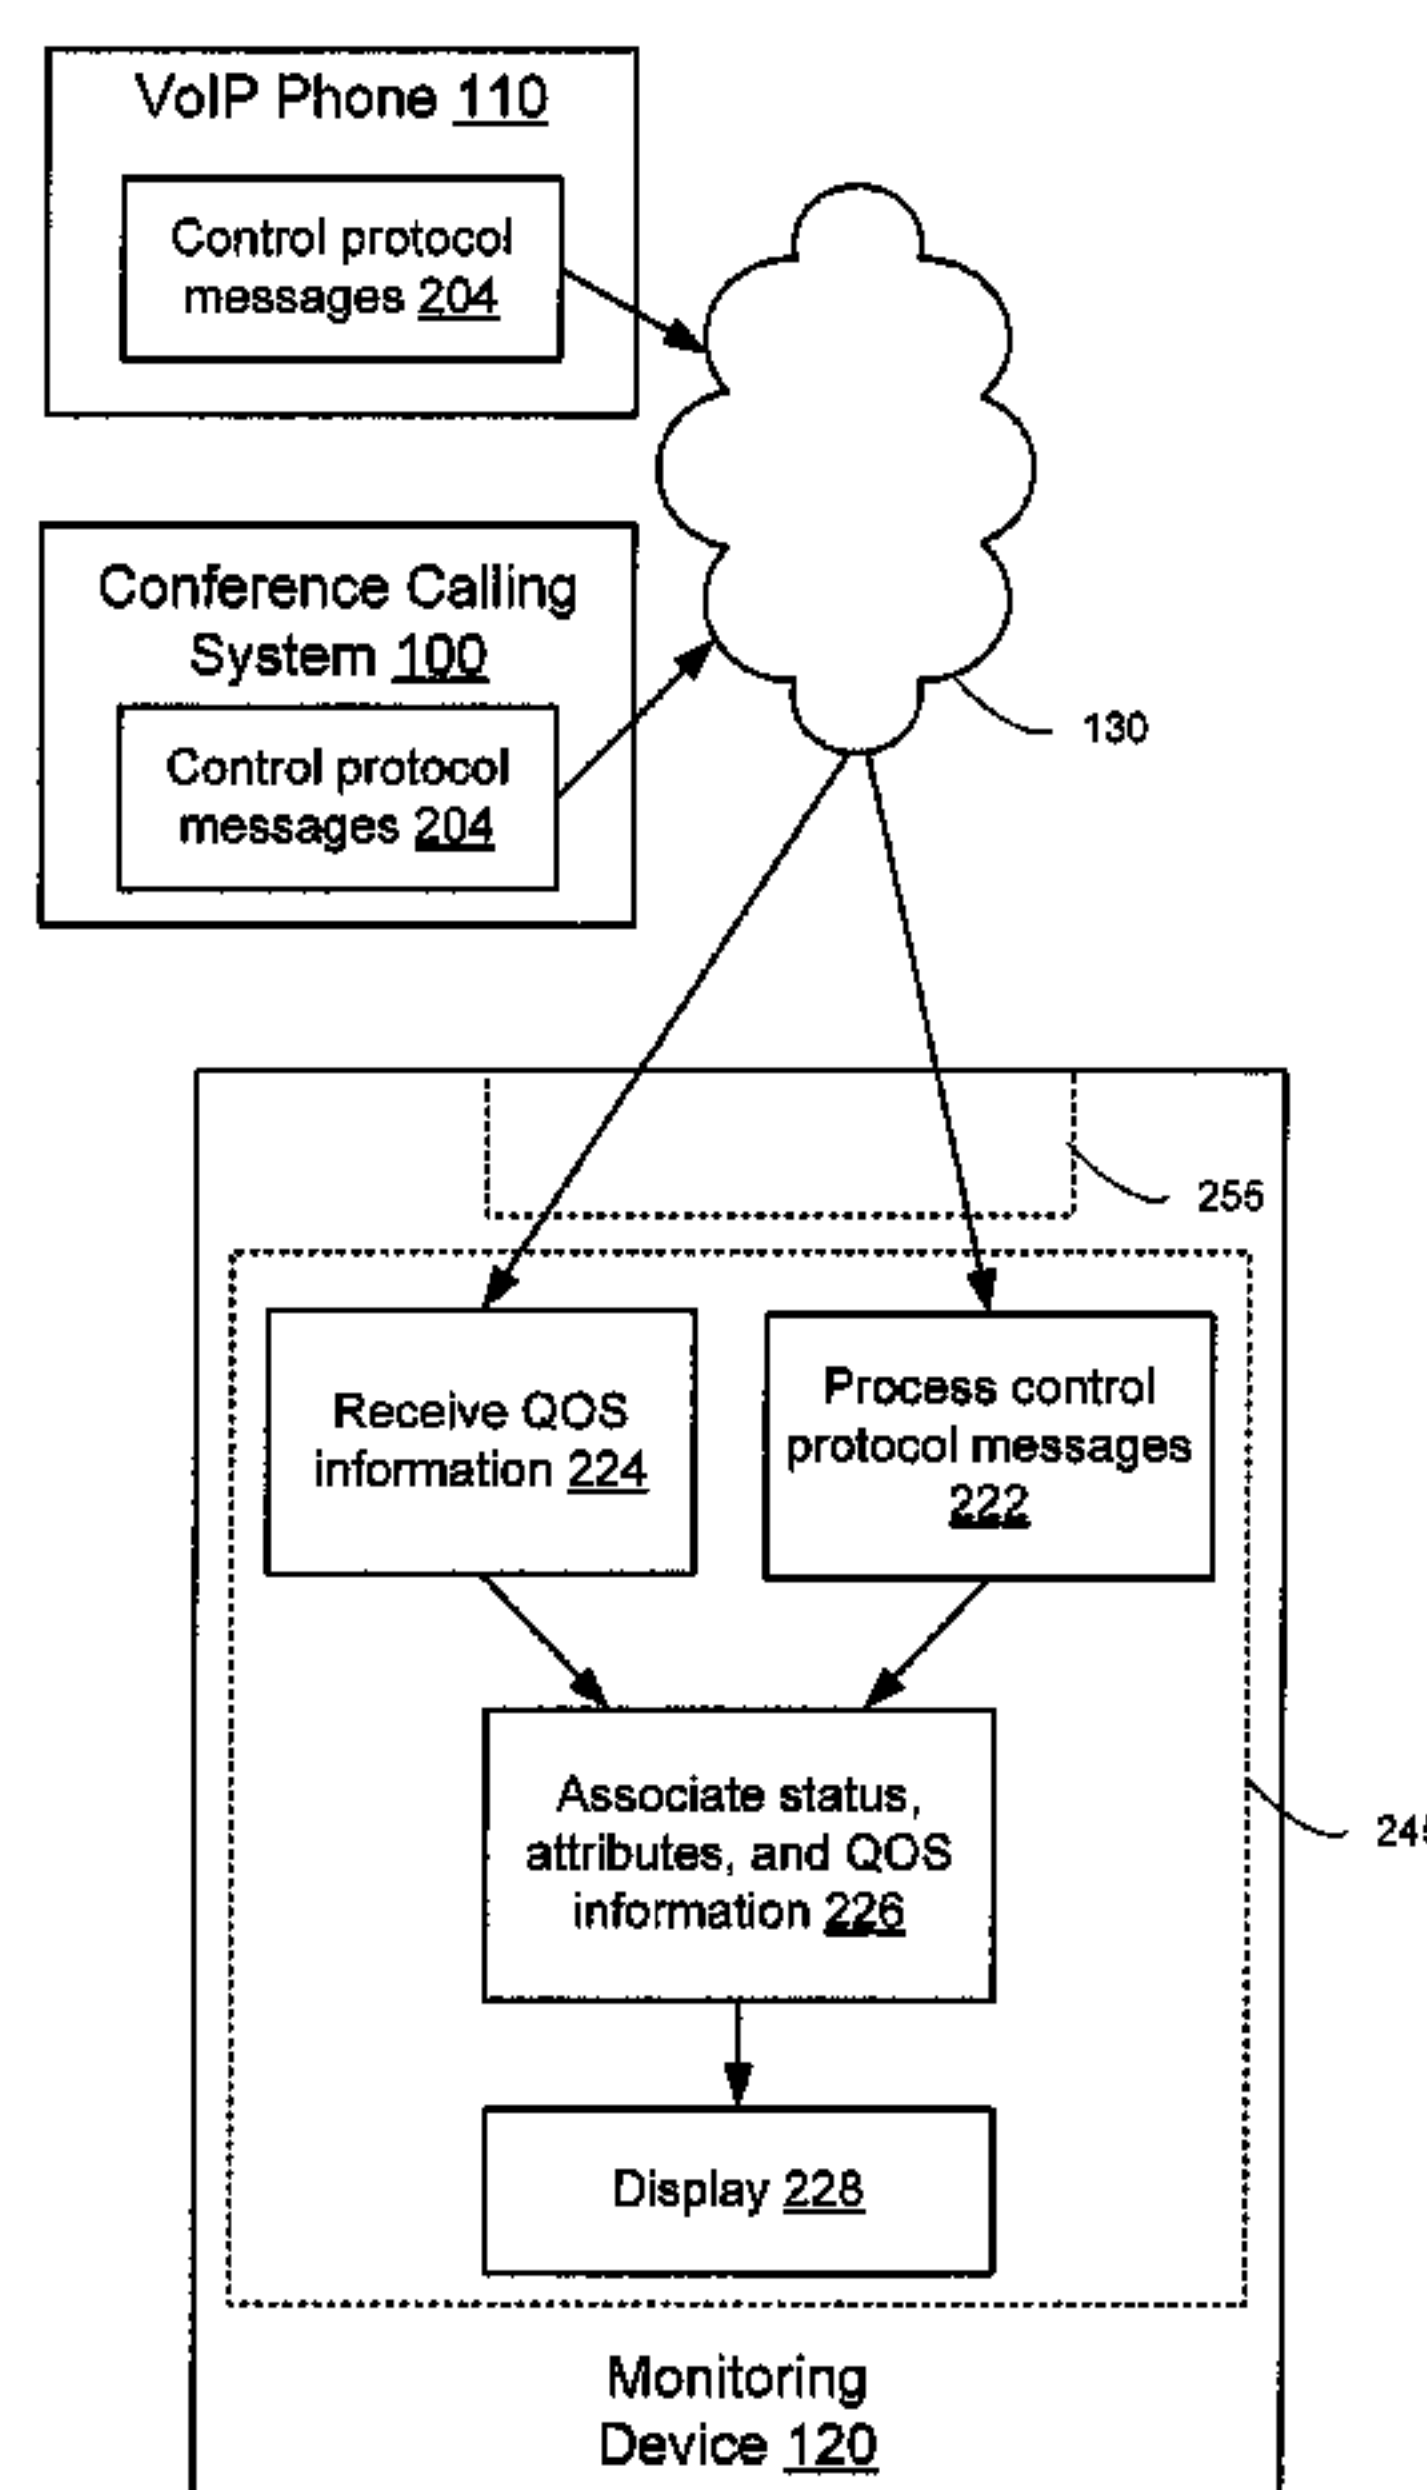 VoIP Phone 110
Control protocol
messages 204
Conference Calling
System 100
Control protocol
messages 204
130
255
Receive QOS
information 224
Process control
protocol messages
222
Associate status,
attributes, and QOS
information 226
245
Display 228
Monitoring
Device 120